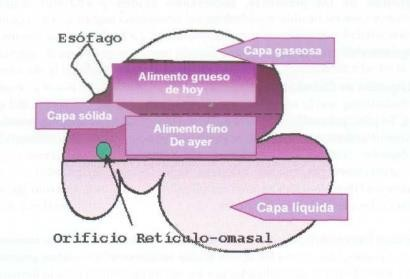 Esófago
Capa gaseosa
Alimento grueso
de hoy
Capa sólida
Alimento fino
De ayer
Capa líquida
Orificio Retículo-omasal